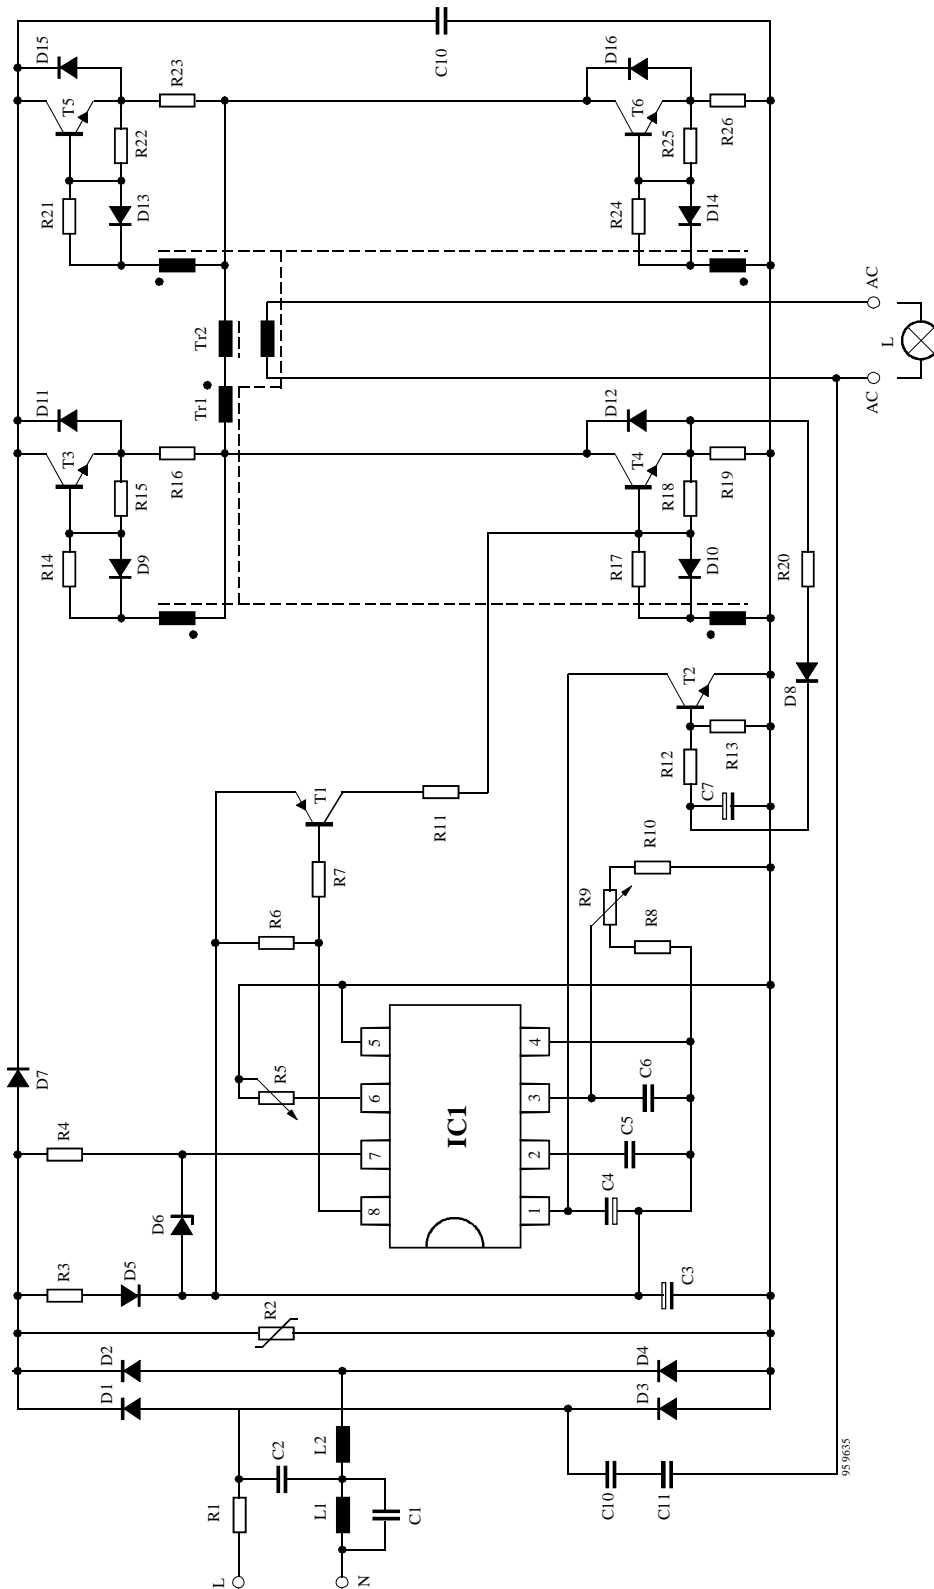 D15
T5
R23
C10
D16
T6
R26
R22
R25
R21
D13
R24
D14
Tr2
Tr1
AC
L
AC
D11
T3
R16
D12
T4
R19
R15
R18
R14
D9
R17
D10
R20
T2
D8
R12
R13
C7
T1
R11
R7
R10
R9
R6
R8
D7
R5
5
4
6
3
C6
R4
IC1
7
2
C5
D6
8
1
C4
R3
D5
C3
R2
D2
D4
D1
D3
L2
C2
R1
L1
C1
C10
C11
L
N
95 9635